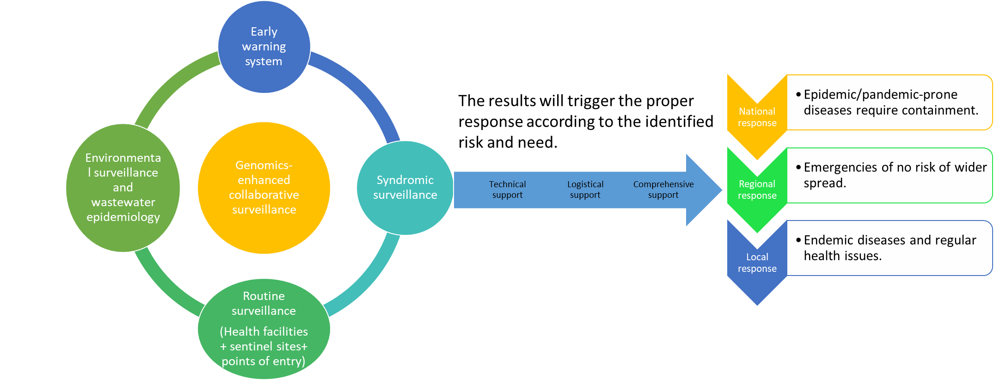 Early
warning
system
Environmenta
l surveillance
and
wastewater
epidemiology
Genomics-
enhanced
collaborative
surveillance
Syndromic
surveillance
Routine
surveillance
(Health facilities
+ sentinel sites+
points of entry)
The results will trigger the proper
response according to the identified
risk and need.
Technical
support
Logistical
support
Comprehensive
support
National
response
• Epidemic/pandemic-prone
diseases require containment.
Regional
response
• Emergencies of no risk of wider
spread.
Local
response
• Endemic diseases and regular
health issues.